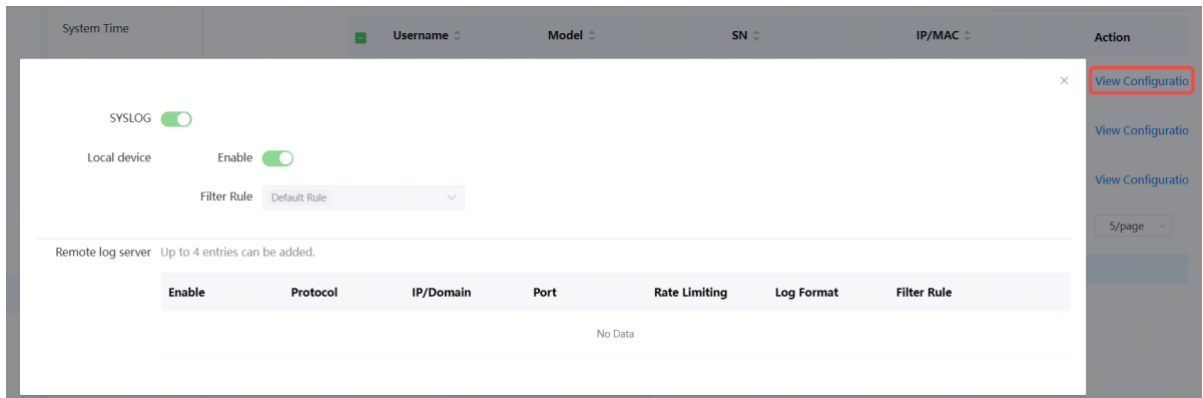 System Time
Username Model SN IP/MAC Action
View Configuratio
SYSLOG
View Configuratio
Local device Enable
Filter Rule Default Rule
View Configuratio
5/page
Remote log server Up to 4 entries can be added.
Enable Protocol IP/Domain Port Rate Limiting Log Format Filter Rule
No Data